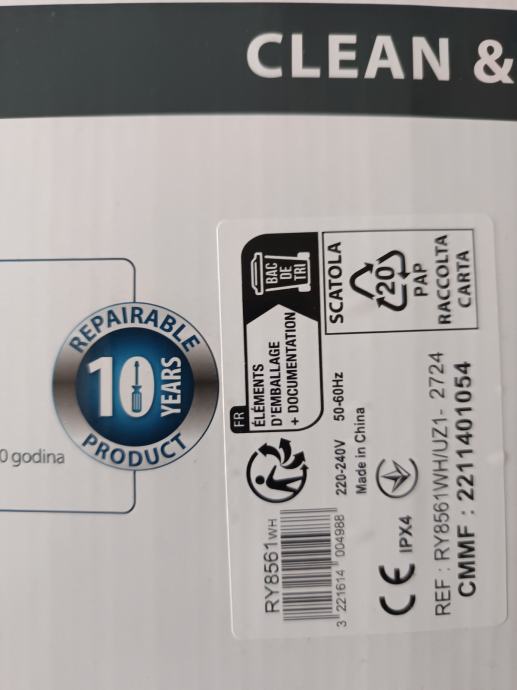 CLEAN &
REPAIRABLE
10
YEARS
PRODUCT
0 godina
FR
ÉLÉMENTS
D'EMBALLAGE
+ DOCUMENTATION
BAC
DE
TRI
SCATOLA
20
PAP
RACCOLTA
CARTA
RY8561WH
3 221614 004988
220-240V 50-60Hz
Made in China
CE IPX4
REF : RY8561WH/UZ1- 2724
CMMF : 2211401054